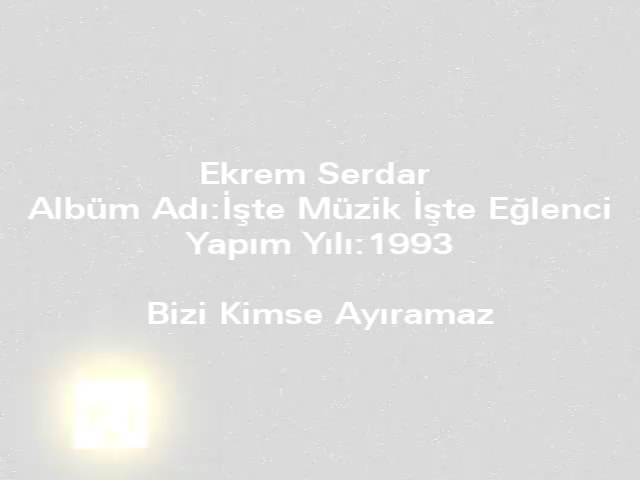 Ekrem Serdar
Albüm Adı:İşte Müzik İşte Eğlenci
Yapım Yılı:1993
Bizi Kimse Ayıramaz